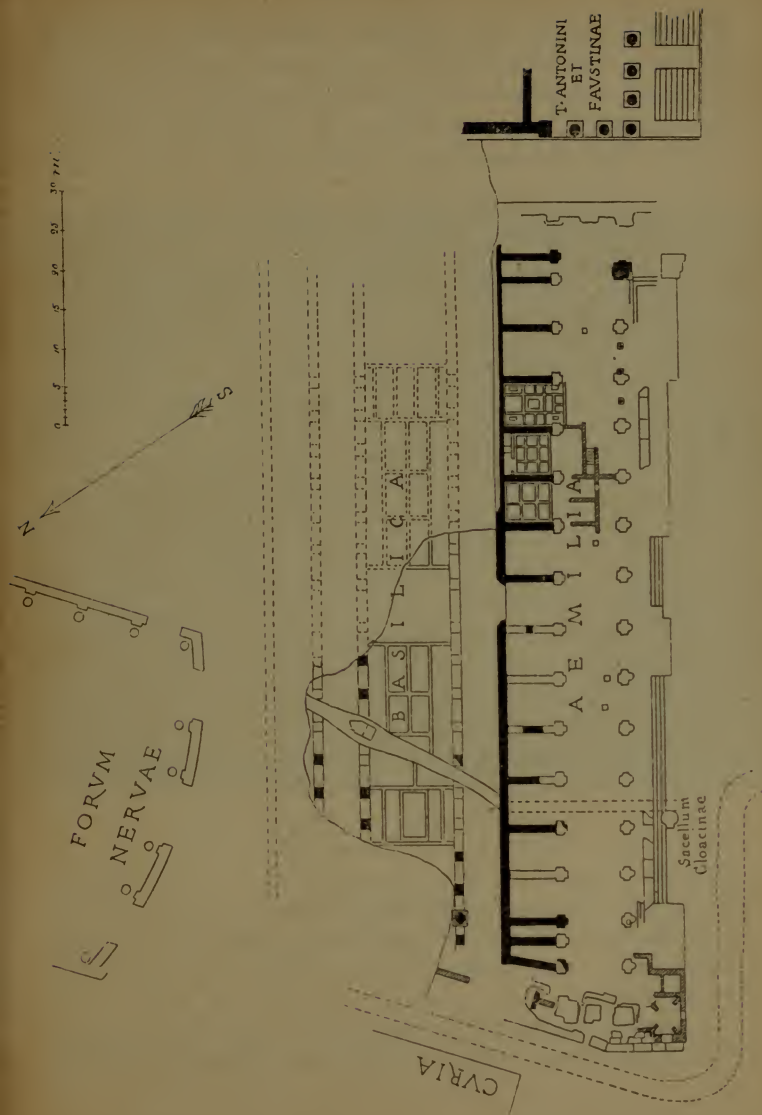 T. ANTONINI
ET
FAVSTINAE
0 5 10 15 20 25 30 m.
N
S
FORVM
NERVAE
BASILICA
AEMILIA
Sacellum
Cloacinae
CVRIA